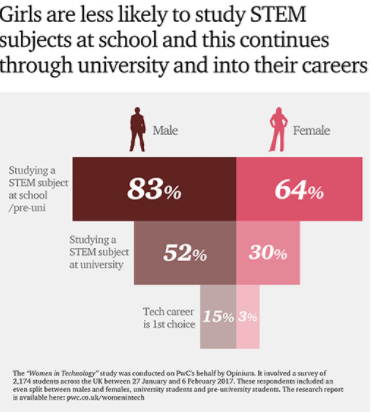 Girls are less likely to study STEM
subjects at school and this continues
through university and into their careers
Male
Female
Studying a
STEM subject
at school
/pre-uni
83%
64%
Studying a
STEM subject
at university
52%
30%
Tech career
is 1st choice
15%
3%
The "Women in Technology" study was conducted on PwC's behalf by Opinium. It involved a survey of
2,174 students across the UK between 27 January and 6 February 2017. These respondents included an
even split between males and females, university students and pre-university students. The research report
is available here: pwc.co.uk/womenintech